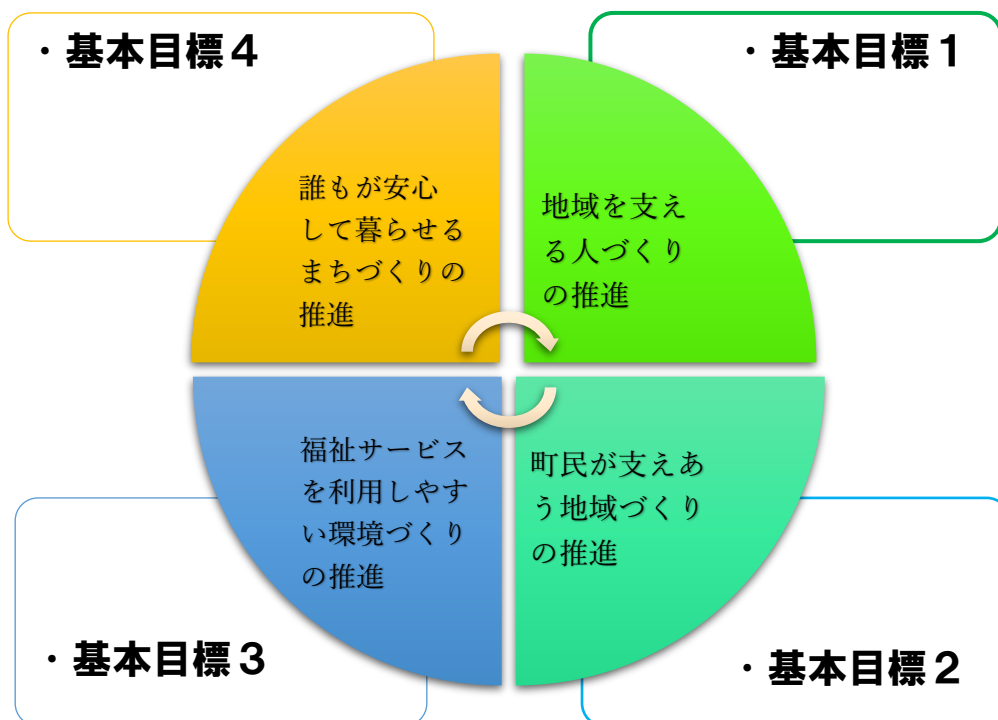 ・基本目標４
誰もが安心
して暮らせる
まちづくりの
推進
・基本目標１
地域を支え
る人づくり
の推進
福祉サービス
を利用しやす
い環境づくり
の推進
・基本目標３
町民が支えあ
う地域づくり
の推進
・基本目標２